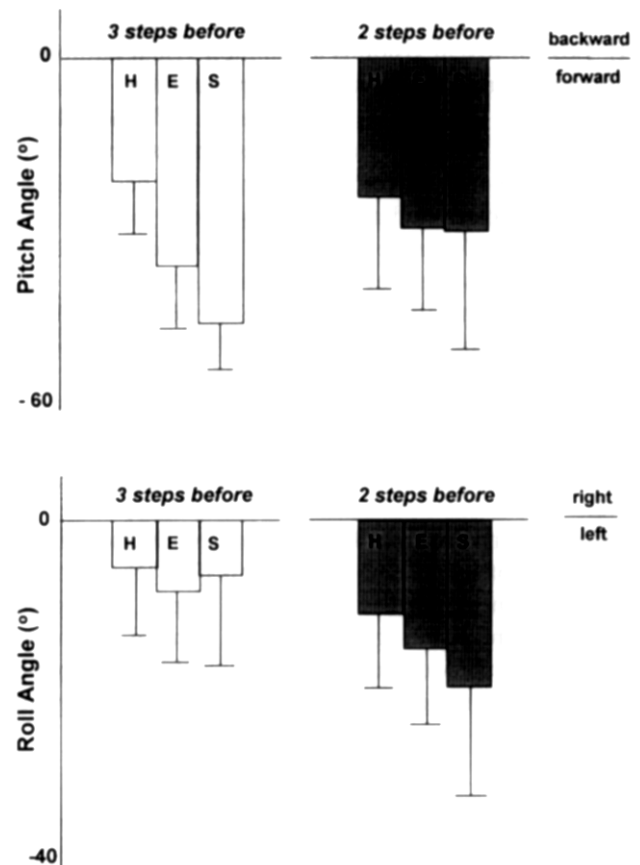 3 steps before
2 steps before
backward
0
forward
H E S
H
Pitch Angle (º)
- 60
3 steps before
2 steps before
right
0
left
H E S
H E S
Roll Angle (º)
-40